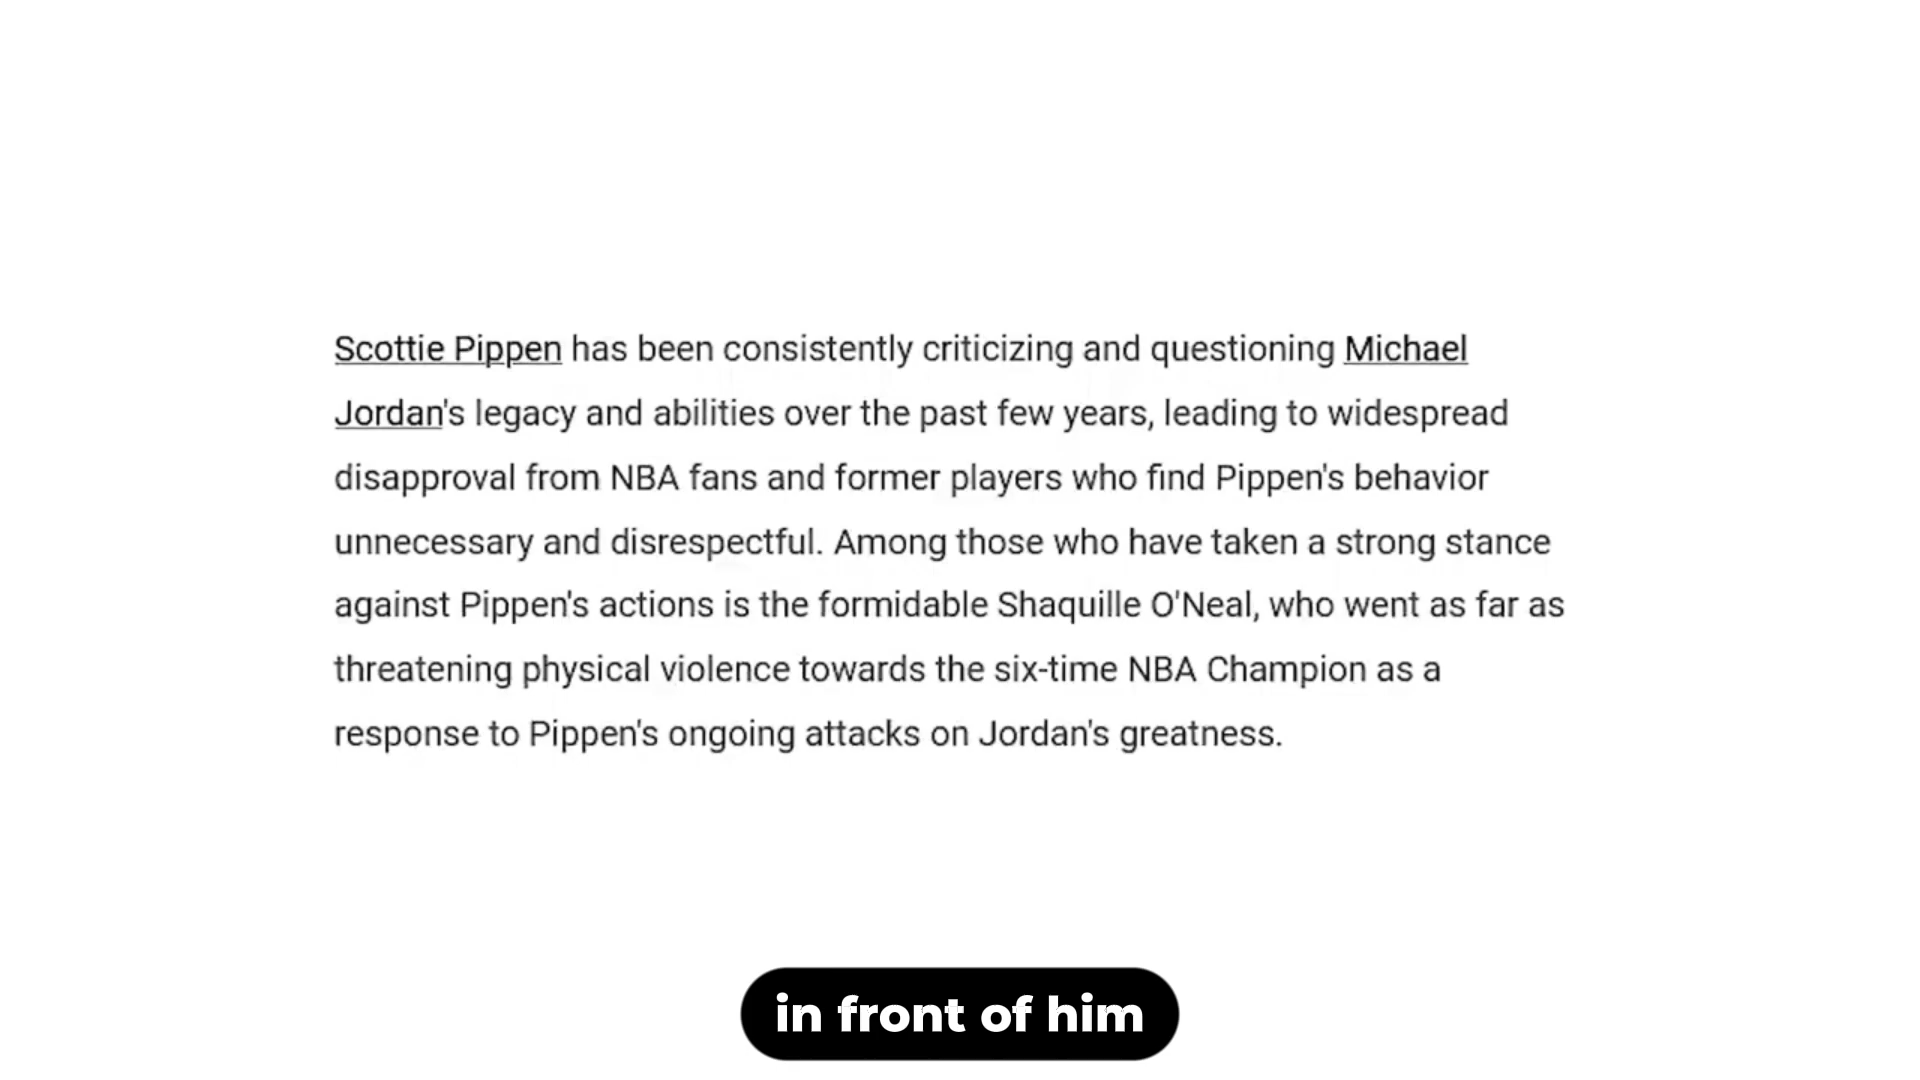 Scottie Pippen has been consistently criticizing and questioning Michael
Jordan's legacy and abilities over the past few years, leading to widespread
disapproval from NBA fans and former players who find Pippen's behavior
unnecessary and disrespectful. Among those who have taken a strong stance
against Pippen's actions is the formidable Shaquille O'Neal, who went as far as
threatening physical violence towards the six-time NBA Champion as a
response to Pippen's ongoing attacks on Jordan's greatness.
in front of him